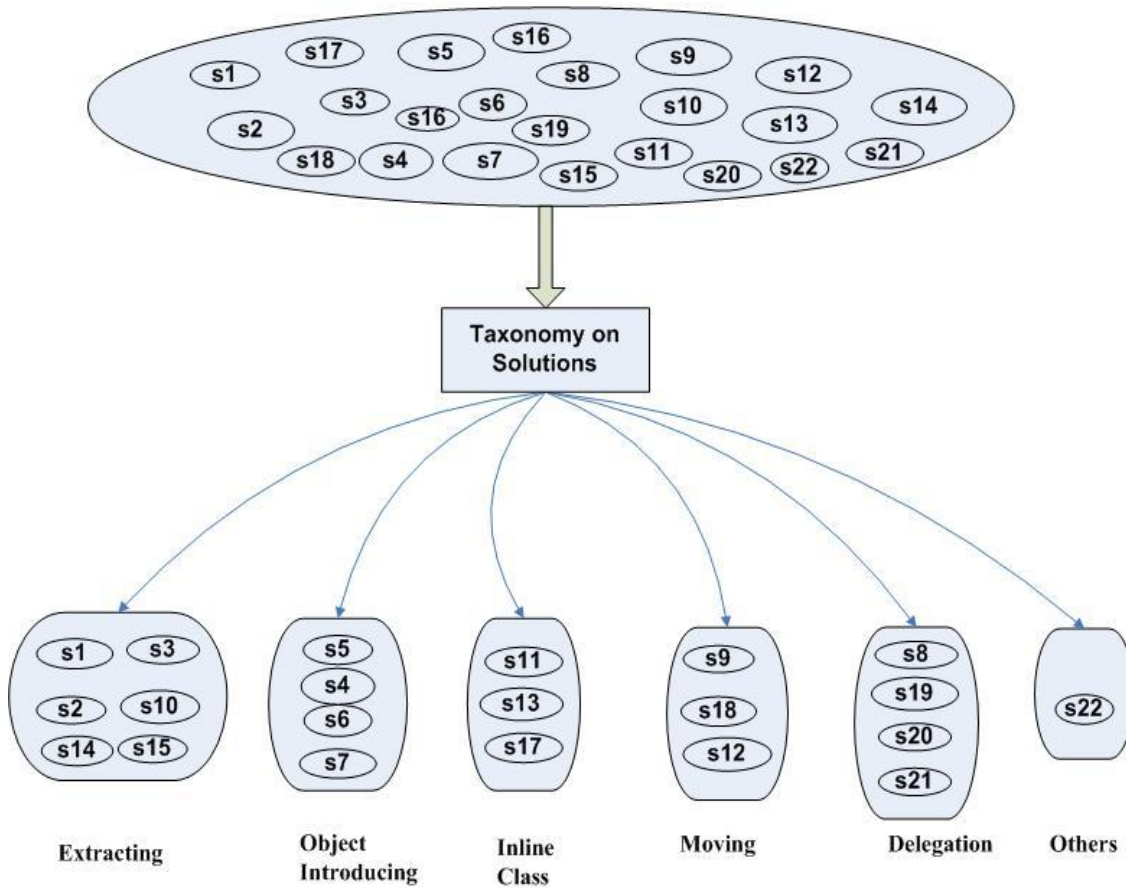 s16
s17
s5
s9
s1
s8
s12
s3
s6
s10
s14
s16
s2
s19
s13
s18
s4
s7
s11
s21
s15
s20
s22
Taxonomy on
Solutions
s1
s3
s2
s10
s14
s15
s5
s4
s6
s7
s11
s13
s17
s9
s18
s12
s8
s19
s20
s21
s22
Extracting
Object
Introducing
Inline
Class
Moving
Delegation
Others